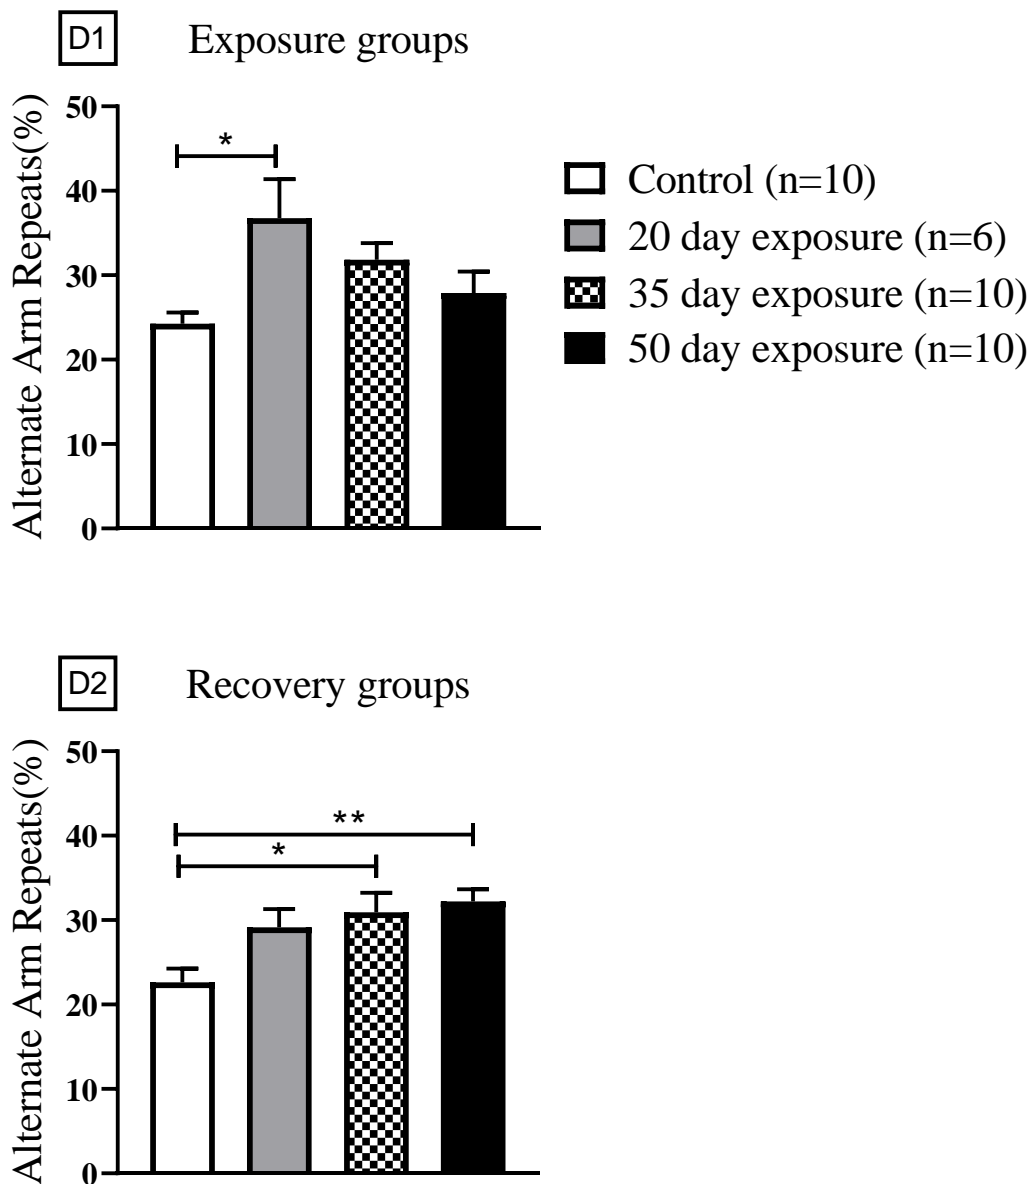 D1 Exposure groups
Alternate Arm Repeats(%)
50
40
30
20
10
0
*
Control (n=10)
20 day exposure (n=6)
35 day exposure (n=10)
50 day exposure (n=10)
D2 Recovery groups
Alternate Arm Repeats(%)
50
40
30
20
10
0
**
*